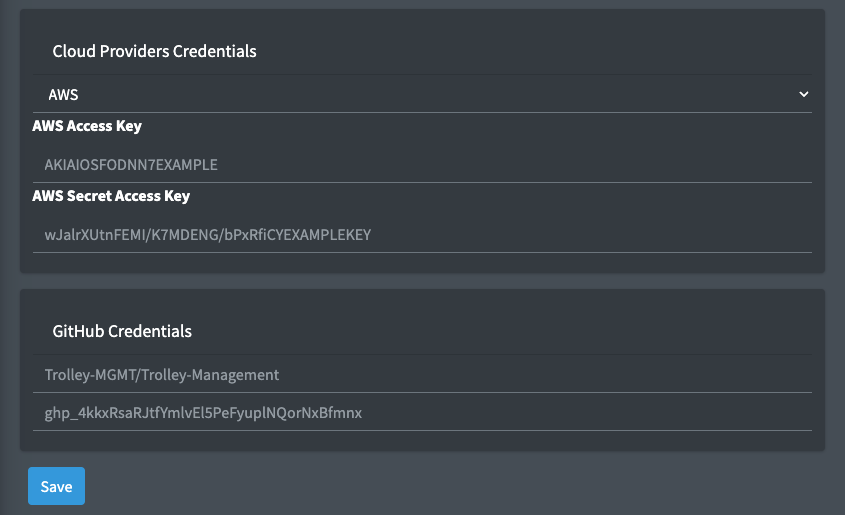 Cloud Providers Credentials
AWS
AWS Access Key
AKIAIOSFODNN7EXAMPLE
AWS Secret Access Key
wJalrXUtnFEMI/K7MDENG/bPxRfiCYEXAMPLEKEY
GitHub Credentials
Trolley-MGMT/Trolley-Management
ghp_4kkxRsaRJtfYmlvEl5PeFyuplNQorNxBfmnx
Save